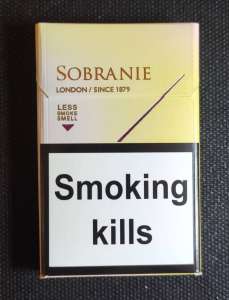 SOBRANIE
LONDON / SINCE 1879
LESS
SMOKE
SMELL
Smoking
kills